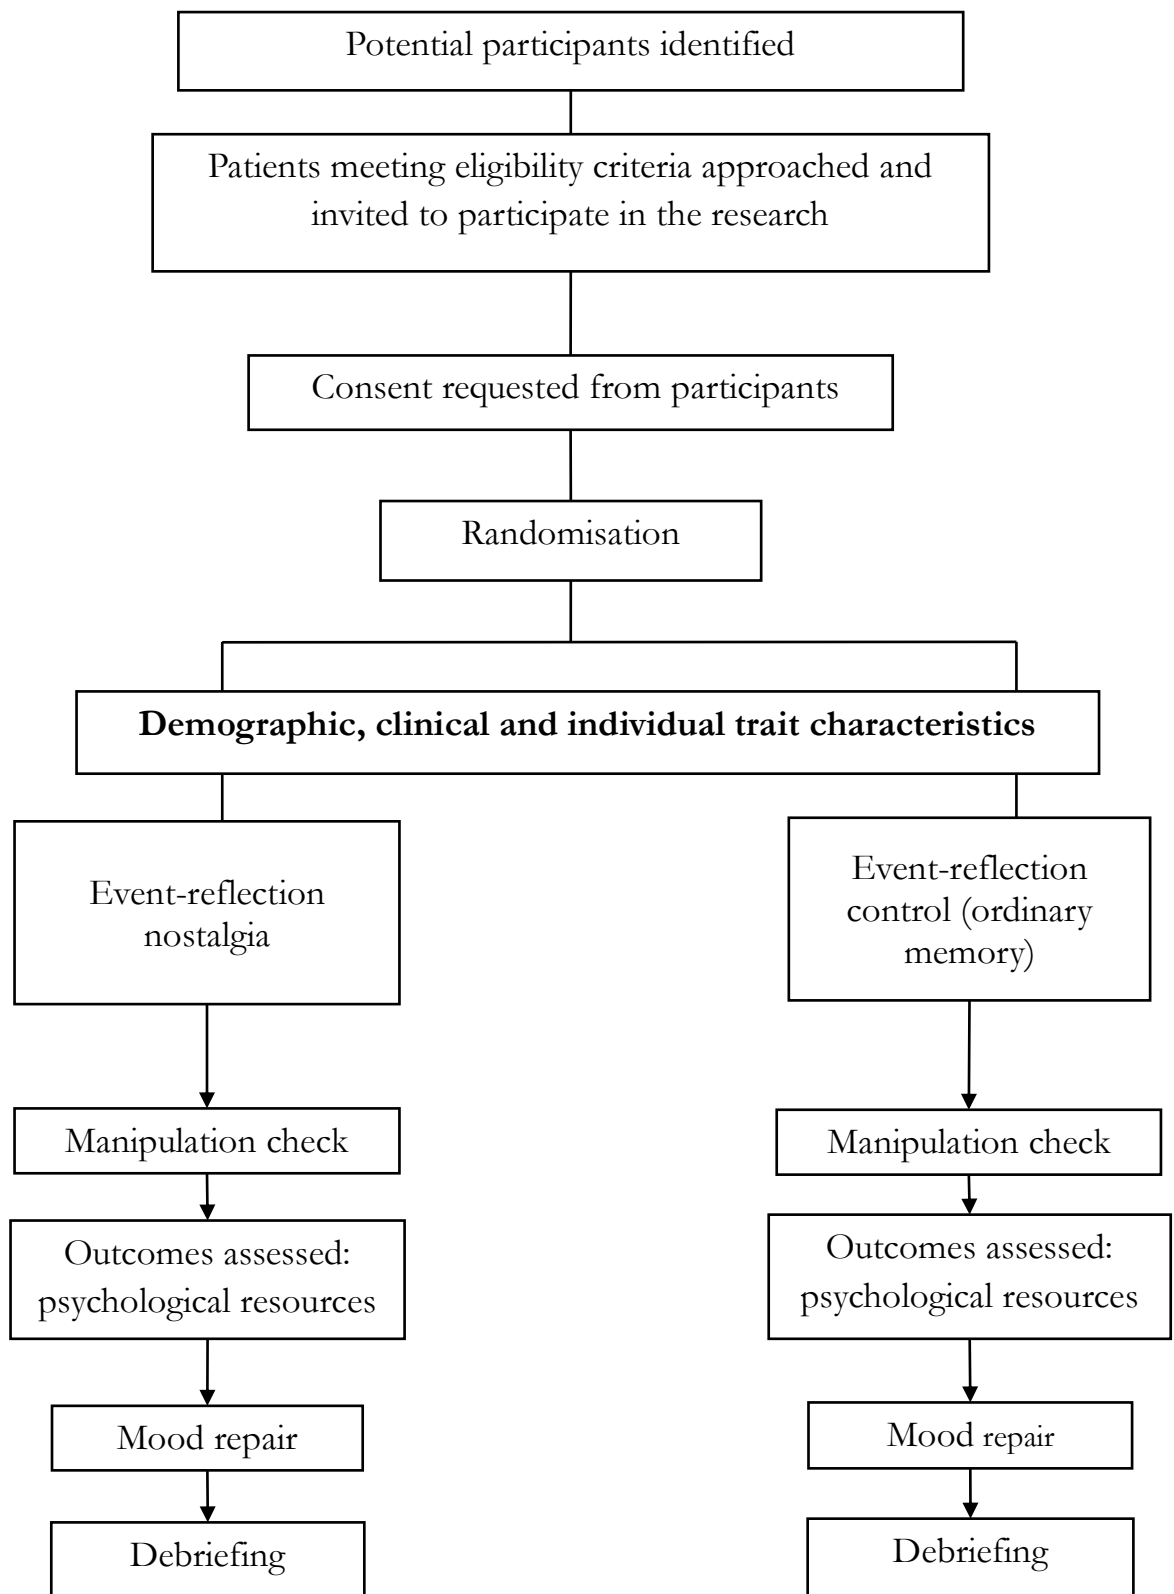 Potential participants identified
Patients meeting eligibility criteria approached and
invited to participate in the research
Consent requested from participants
Randomisation
Demographic, clinical and individual trait characteristics
Event-reflection
nostalgia
Event-reflection
control (ordinary
memory)
Manipulation check
Manipulation check
Outcomes assessed:
psychological resources
Outcomes assessed:
psychological resources
Mood repair
Mood repair
Debriefing
Debriefing